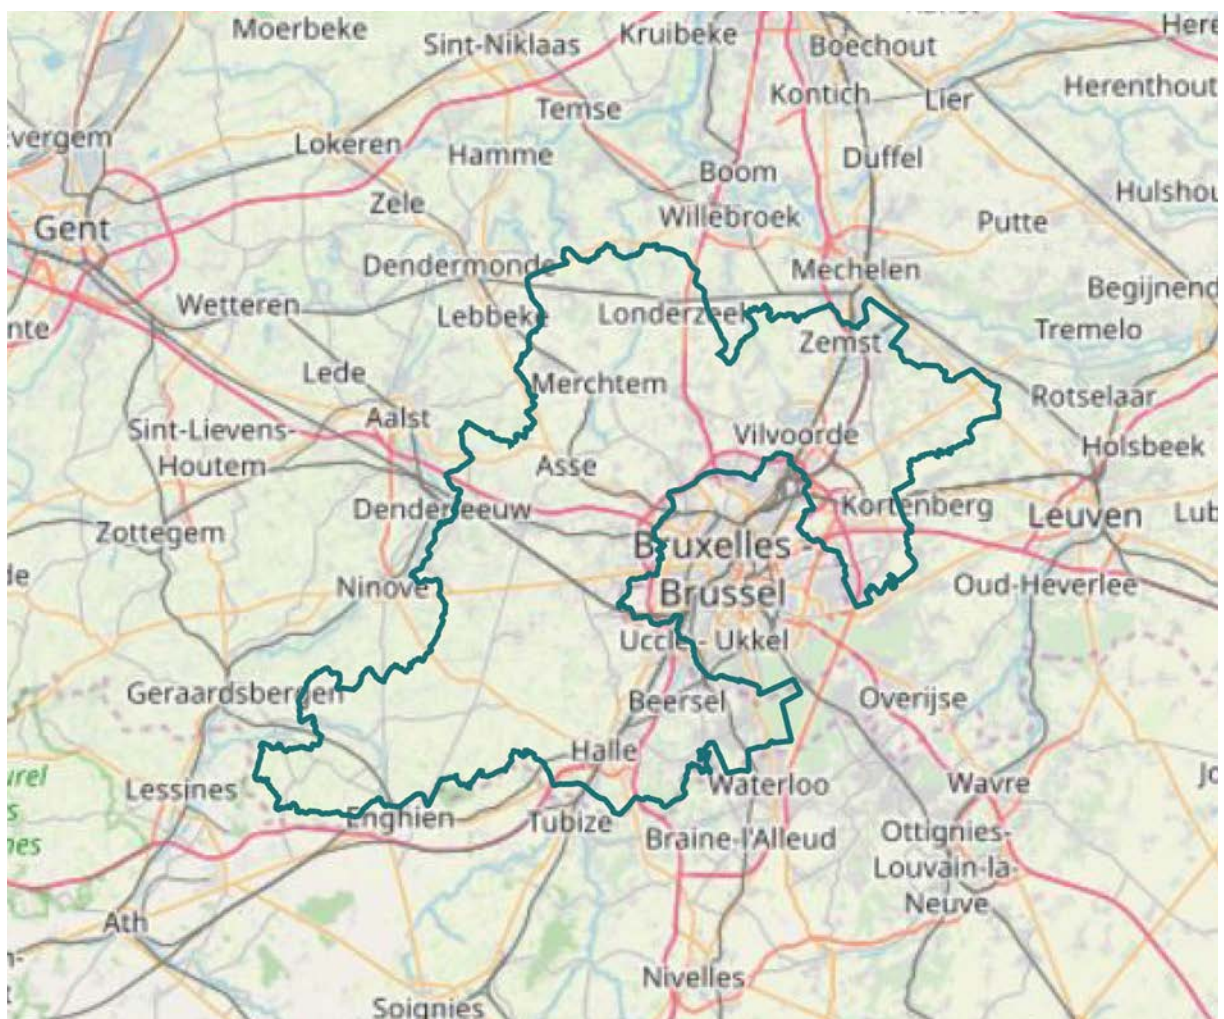 Moerbeke
Sint-Niklaas
Kruibeke
Boechout
Here
Kontich
Lier
Herenthout
Temse
vergem
Lokeren
Hamme
Boom
Duffel
Hulshou
Zele
Willebroek
Putte
Gent
Dendermonde
Mechelen
Begijnend
Wetteren
Lebbeke
Londerzeel
Zemst
Tremelo
nte
Lede
Merchtem
Rotselaar
Aalst
Sint-Lievens-
Houtem
Vilvoorde
Holsbeek
Asse
Denderleeuw
Kortenberg
Leuven
Lub
Zottegem
Bruxelles -
Brussel
de
Ninove
Oud-Heverlee
Uccle - Ukkel
Geraardsbergen
Beersel
Overijse
Halle
urel
s
nes
Lessines
Waterloo
Wavre
Jo
Enghien
Tubize
Braine-l'Alleud
Ottignies-
Louvain-la-
Neuve
Ath
n-
t
Nivelles
Soignies